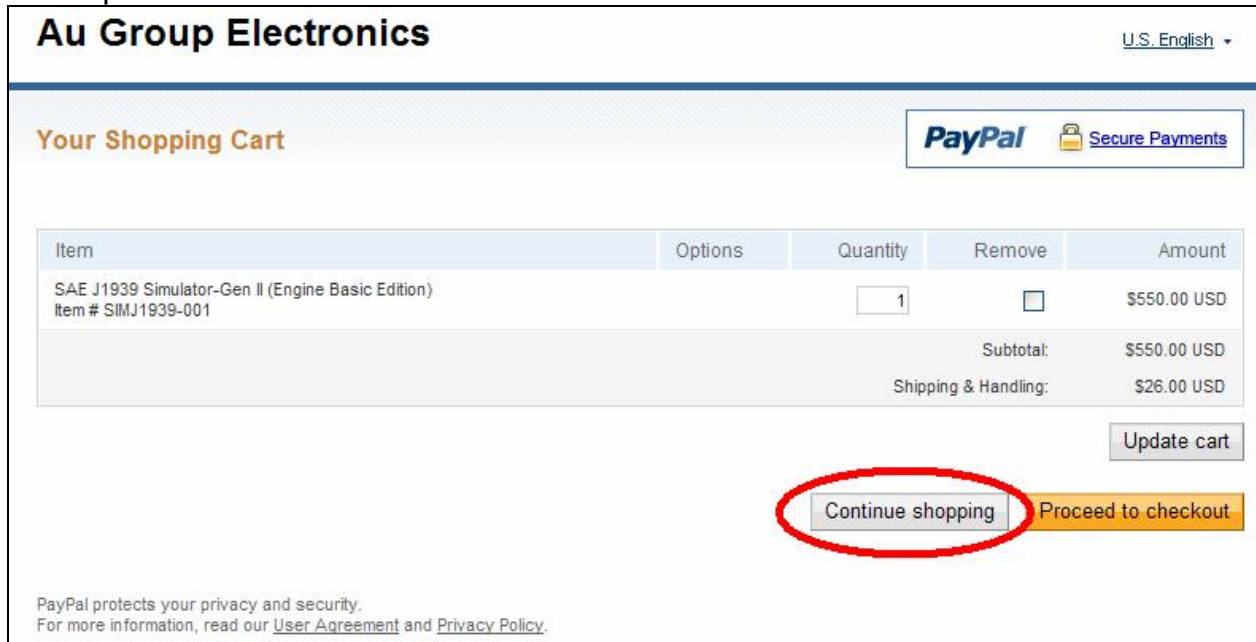 Au Group Electronics
U.S. English
Your Shopping Cart
PayPal Secure Payments
Item Options Quantity Remove Amount
SAE J1939 Simulator-Gen II (Engine Basic Edition)
Item # SIMJ1939-001
1 $550.00 USD
Subtotal: $550.00 USD
Shipping & Handling: $26.00 USD
Update cart
Continue shopping Proceed to checkout
PayPal protects your privacy and security.
For more information, read our User Agreement and Privacy Policy.